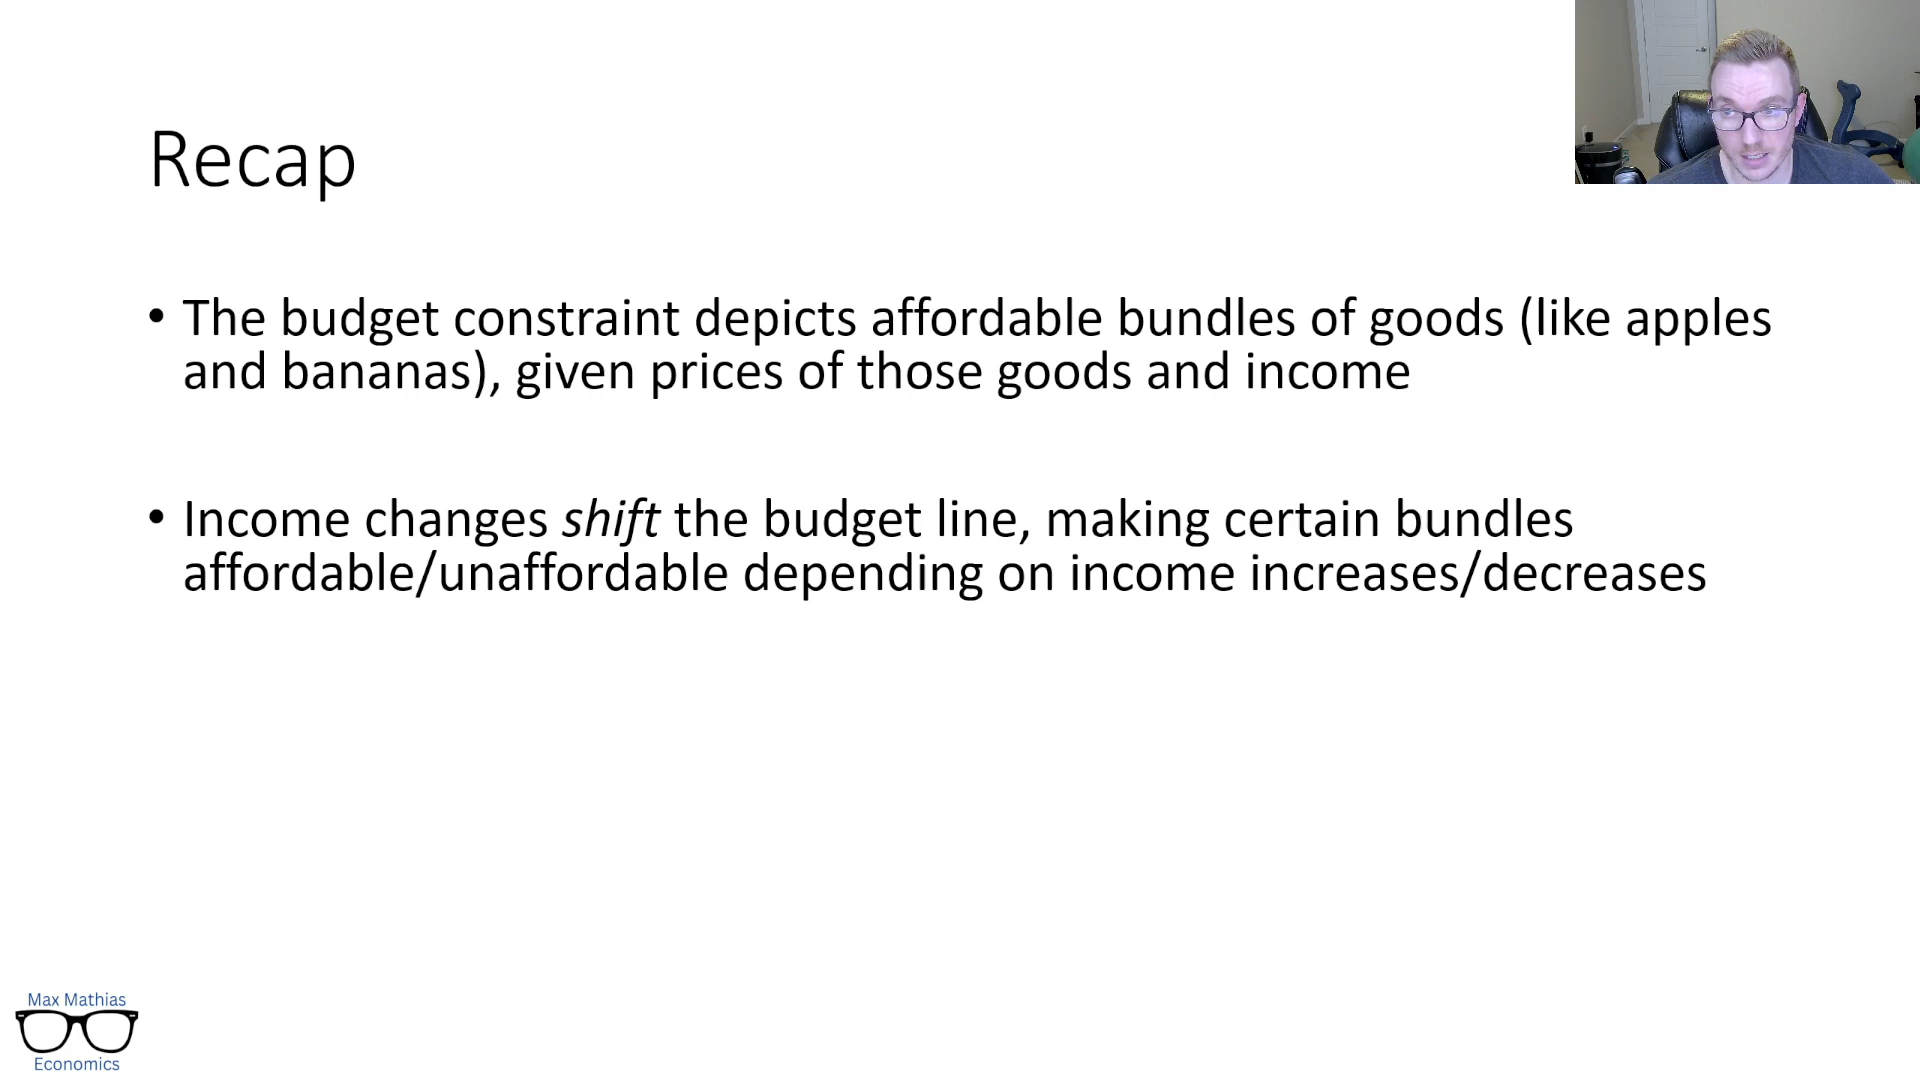 Recap
• The budget constraint depicts affordable bundles of goods (like apples
and bananas), given prices of those goods and income
• Income changes shift the budget line, making certain bundles
affordable/unaffordable depending on income increases/decreases
Max Mathias
Economics